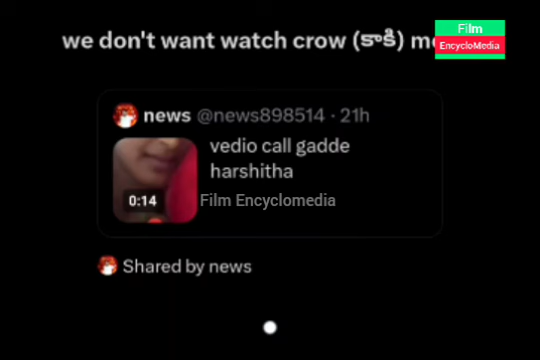 we don't want watch crow (కాకి) m
Film
EncycloMedia
news @news898514 · 21h
vedio call gadde
harshitha
0:14
Film Encyclomedia
Shared by news